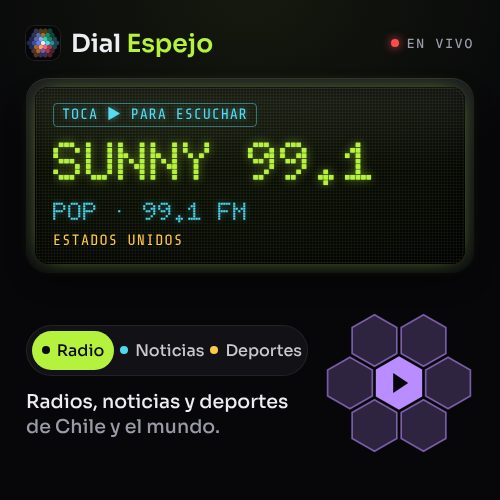 Dial Espejo
EN VIVO
TOCA ▶ PARA ESCUCHAR
SUNNY 99.1
POP · 99.1 FM
ESTADOS UNIDOS
Radio
Noticias
Deportes
Radios, noticias y deportes
de Chile y el mundo.